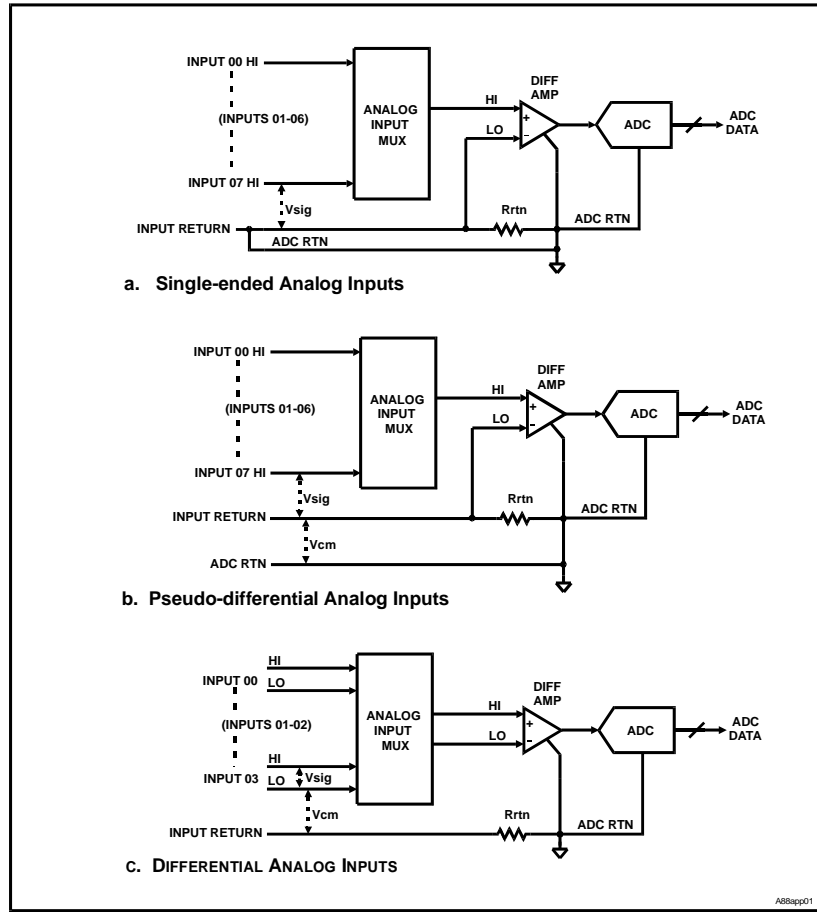 INPUT 00 HI
(INPUTS 01-06)
INPUT 07 HI
Vsig
INPUT RETURN
ADC RTN
ANALOG
INPUT
MUX
HI
LO
DIFF
AMP
+
−
Rrtn
ADC
ADC RTN
ADC
DATA
a. Single-ended Analog Inputs
INPUT 00 HI
(INPUTS 01-06)
INPUT 07 HI
Vsig
INPUT RETURN
Vcm
ADC RTN
ANALOG
INPUT
MUX
HI
LO
DIFF
AMP
+
−
Rrtn
ADC
ADC RTN
ADC
DATA
b. Pseudo-differential Analog Inputs
HI
INPUT 00
LO
(INPUTS 01-02)
HI
INPUT 03
LO
Vsig
Vcm
INPUT RETURN
ANALOG
INPUT
MUX
HI
LO
DIFF
AMP
+
−
Rrtn
ADC
ADC RTN
ADC
DATA
C. DIFFERENTIAL ANALOG INPUTS
A88app01